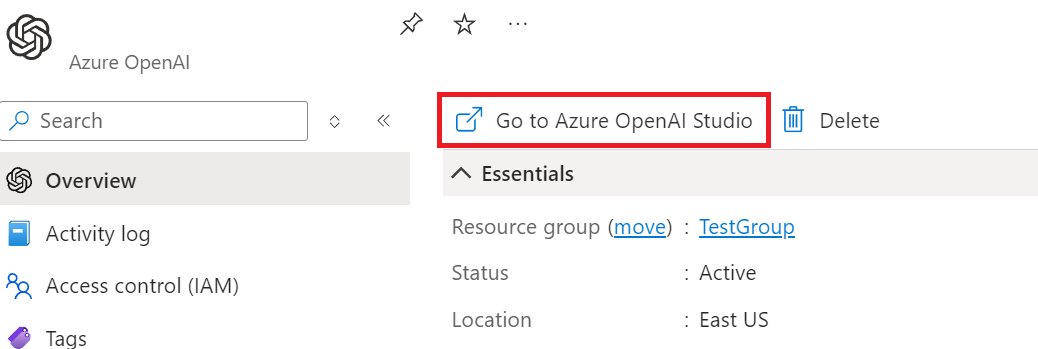 Azure OpenAI
Search
Go to Azure OpenAI Studio Delete
Overview
Activity log
Access control (IAM)
Tags
Essentials
Resource group (move) : TestGroup
Status : Active
Location : East US